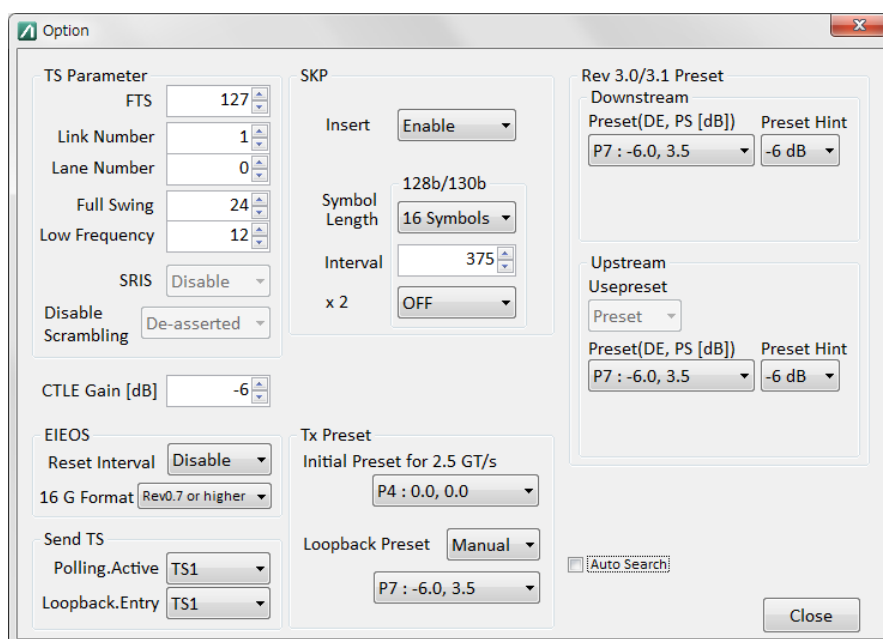 Option
TS Parameter
FTS 127
Link Number 1
Lane Number 0
Full Swing 24
Low Frequency 12
SRIS Disable
Disable
Scrambling De-asserted
CTLE Gain [dB] -6
EIEOS
Reset Interval Disable
16 G Format Rev0.7 or higher
Send TS
Polling.Active TS1
Loopback.Entry TS1
SKP
Insert Enable
128b/130b
Symbol
Length 16 Symbols
Interval 375
x 2 OFF
Tx Preset
Initial Preset for 2.5 GT/s
P4 : 0.0, 0.0
Loopback Preset Manual
P7 : -6.0, 3.5
Rev 3.0/3.1 Preset
Downstream
Preset(DE, PS [dB]) Preset Hint
P7 : -6.0, 3.5 -6 dB
Upstream
Usepreset
Preset
Preset(DE, PS [dB]) Preset Hint
P7 : -6.0, 3.5 -6 dB
Auto Search
Close